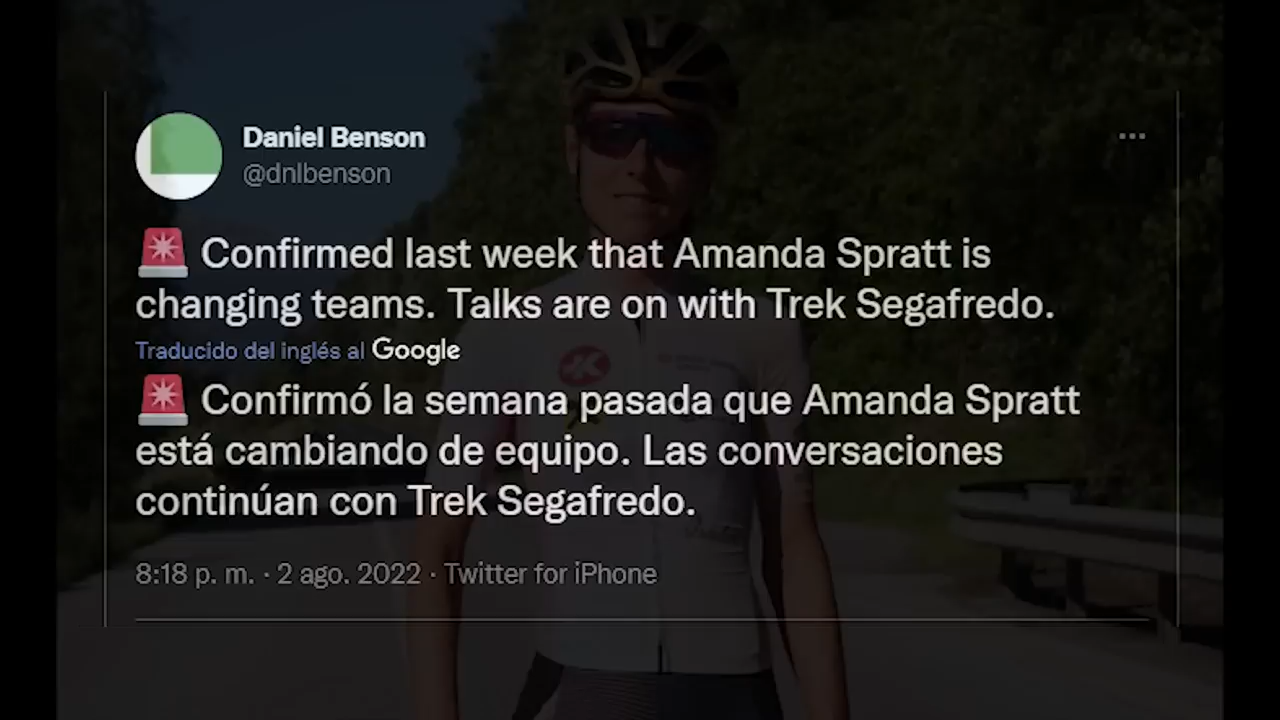 Daniel Benson
@dnlbenson
🚨 Confirmed last week that Amanda Spratt is
changing teams. Talks are on with Trek Segafredo.
Traducido del inglés al Google
🚨 Confirmó la semana pasada que Amanda Spratt
está cambiando de equipo. Las conversaciones
continúan con Trek Segafredo.
8:18 p. m. · 2 ago. 2022 · Twitter for iPhone